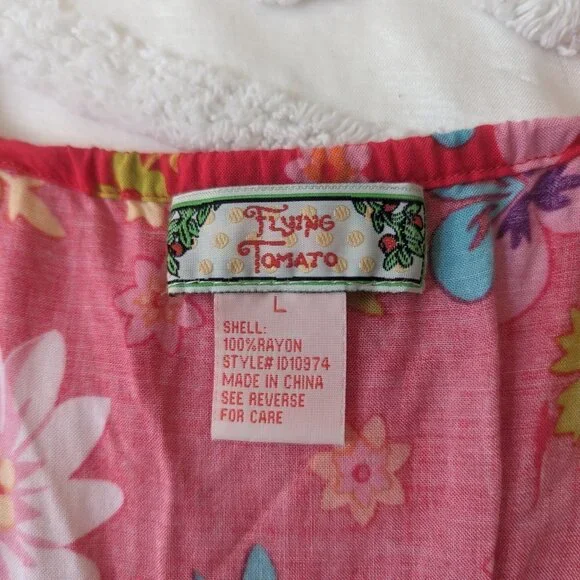 FLYING
TOMATO
L
SHELL:
100%RAYON
STYLE# ID10974
MADE IN CHINA
SEE REVERSE
FOR CARE